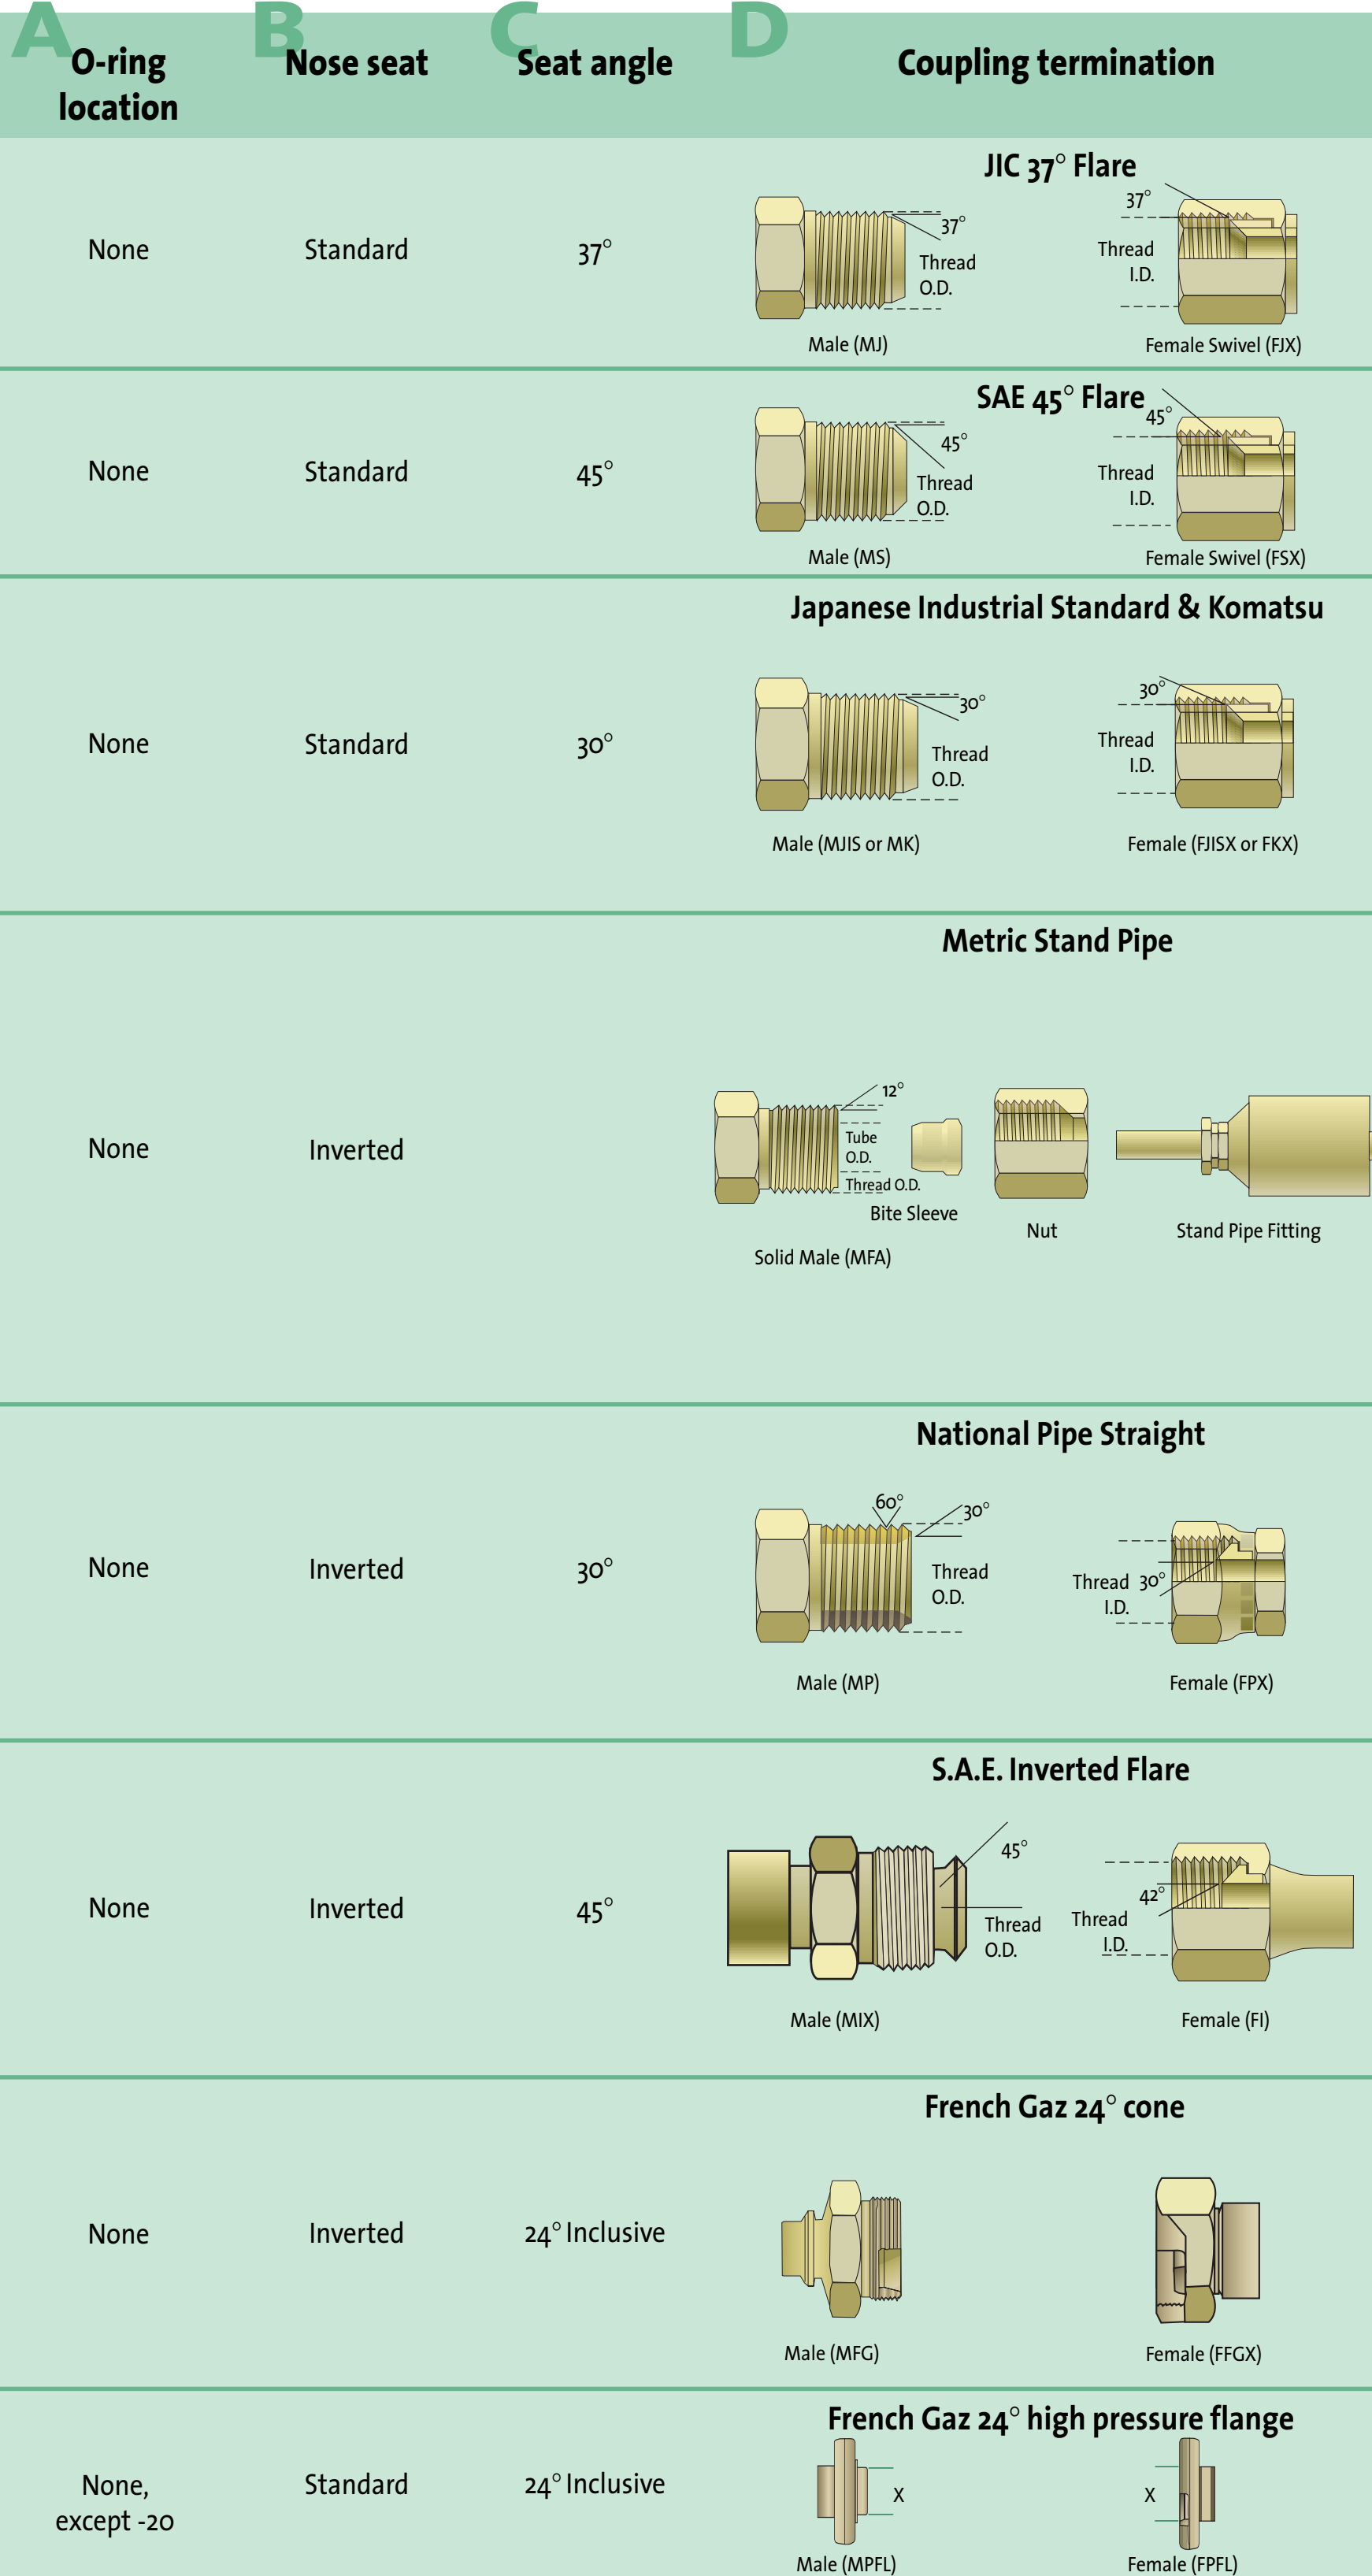 A
B
C
D
O-ring
location
Nose seat
Seat angle
Coupling termination
JIC 37° Flare
None
Standard
37°
37°
Thread
O.D.
37°
Thread
I.D.
Male (MJ)
Female Swivel (FJX)
SAE 45° Flare
None
Standard
45°
45°
Thread
O.D.
45°
Thread
I.D.
Male (MS)
Female Swivel (FSX)
Japanese Industrial Standard & Komatsu
None
Standard
30°
30°
Thread
O.D.
30°
Thread
I.D.
Male (MJIS or MK)
Female (FJISX or FKX)
Metric Stand Pipe
None
Inverted
12°
Tube
O.D.
Thread O.D.
Bite Sleeve
Nut
Stand Pipe Fitting
Solid Male (MFA)
National Pipe Straight
None
Inverted
30°
60°
30°
Thread
O.D.
Thread
I.D.
30°
Male (MP)
Female (FPX)
S.A.E. Inverted Flare
None
Inverted
45°
45°
Thread
O.D.
42°
Thread
I.D.
Male (MIX)
Female (FI)
French Gaz 24° cone
None
Inverted
24° Inclusive
Male (MFG)
Female (FFGX)
French Gaz 24° high pressure flange
None,
except -20
Standard
24° Inclusive
X
X
Male (MPFL)
Female (FPFL)